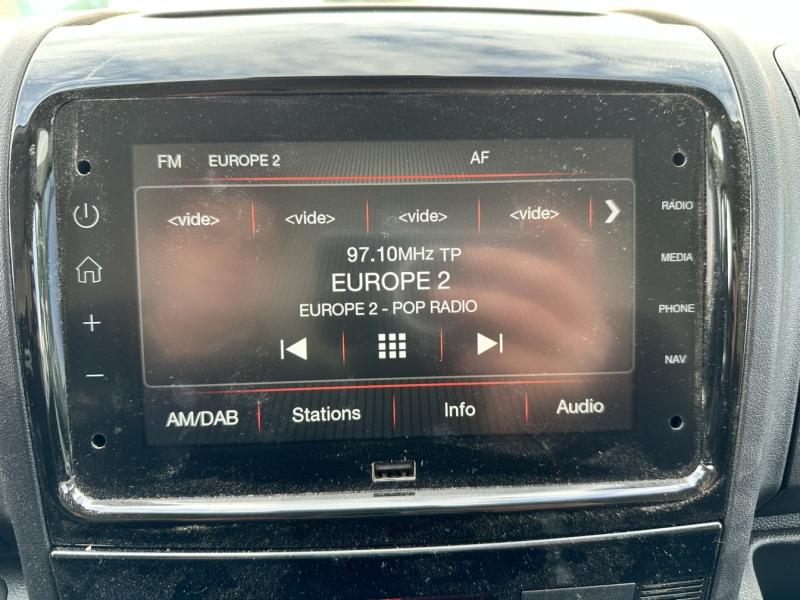 FM EUROPE 2 AF
<vide> <vide> <vide> <vide>
97.10MHz TP
EUROPE 2
EUROPE 2 - POP RADIO
AM/DAB Stations Info Audio
RADIO
MEDIA
PHONE
NAV